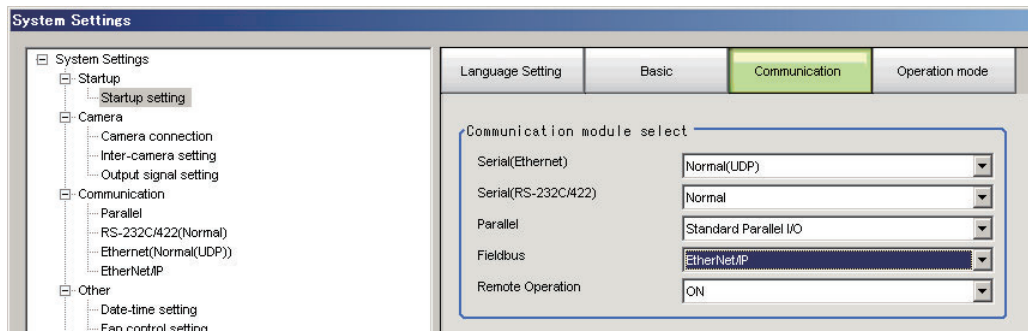 System Settings
System Settings
Startup
Startup setting
Camera
Camera connection
Inter-camera setting
Output signal setting
Communication
Parallel
RS-232C/422(Normal)
Ethernet(Normal(UDP))
EtherNet/IP
Other
Date-time setting
Fan control setting
Language Setting
Basic
Communication
Operation mode
Communication module select
Serial(Ethernet) Normal(UDP)
Serial(RS-232C/422) Normal
Parallel Standard Parallel I/O
Fieldbus EtherNet/IP
Remote Operation ON